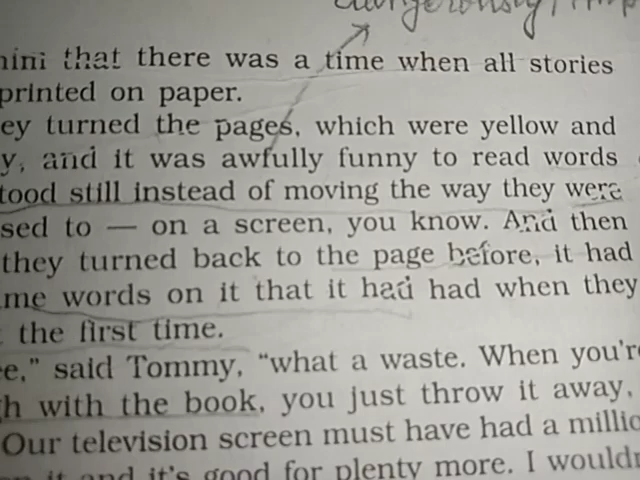 dangerously,
that there was a time when all stories
printed on paper.
ey turned the pages, which were yellow and
y, and it was awfully funny to read words
tood still instead of moving the way they were
sed to — on a screen, you know. And then
they turned back to the page before, it had
me words on it that it had had when they
the first time.
e," said Tommy, "what a waste. When you're
h with the book, you just throw it away,
Our television screen must have had a millio
it and it's good for plenty more. I wouldn